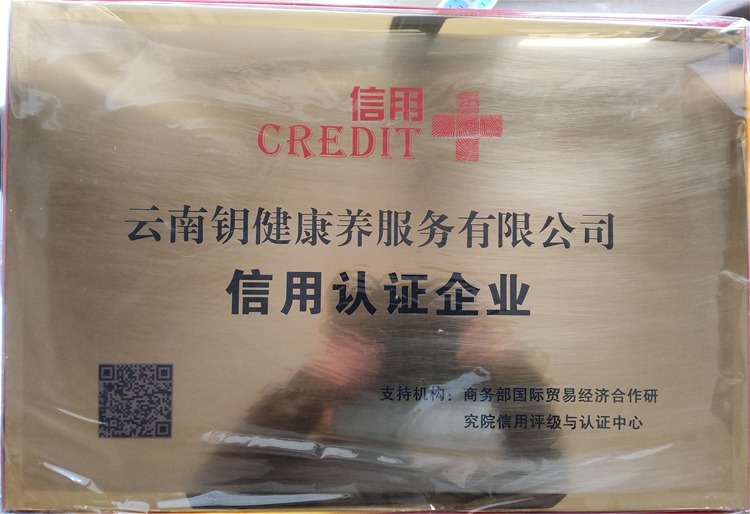 信用
CREDIT
云南钥健康养服务有限公司
信用认证企业
支持机构：商务部国际贸易经济合作研
究院信用评级与认证中心